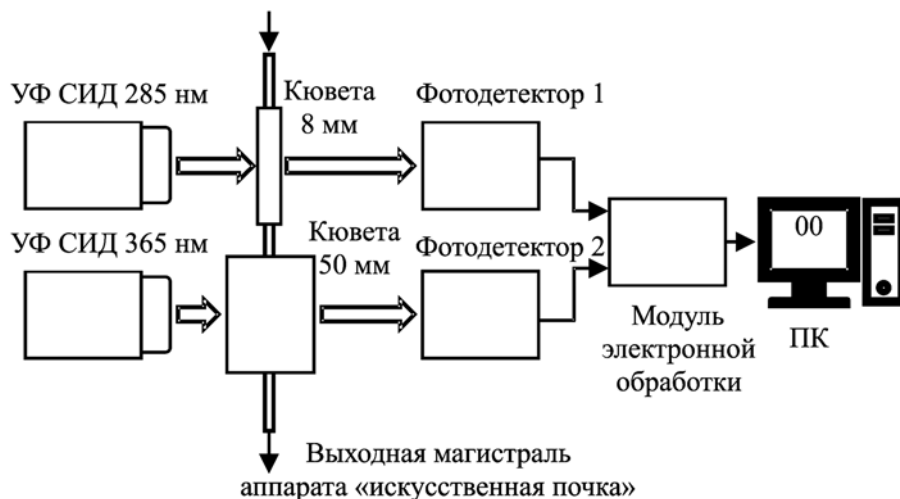 УФ СИД 285 нм
Кювета
8 мм
Фотодетектор 1
УФ СИД 365 нм
Кювета
50 мм
Фотодетектор 2
00
Модуль
электронной
обработки
ПК
Выходная магистраль
аппарата «искусственная почка»